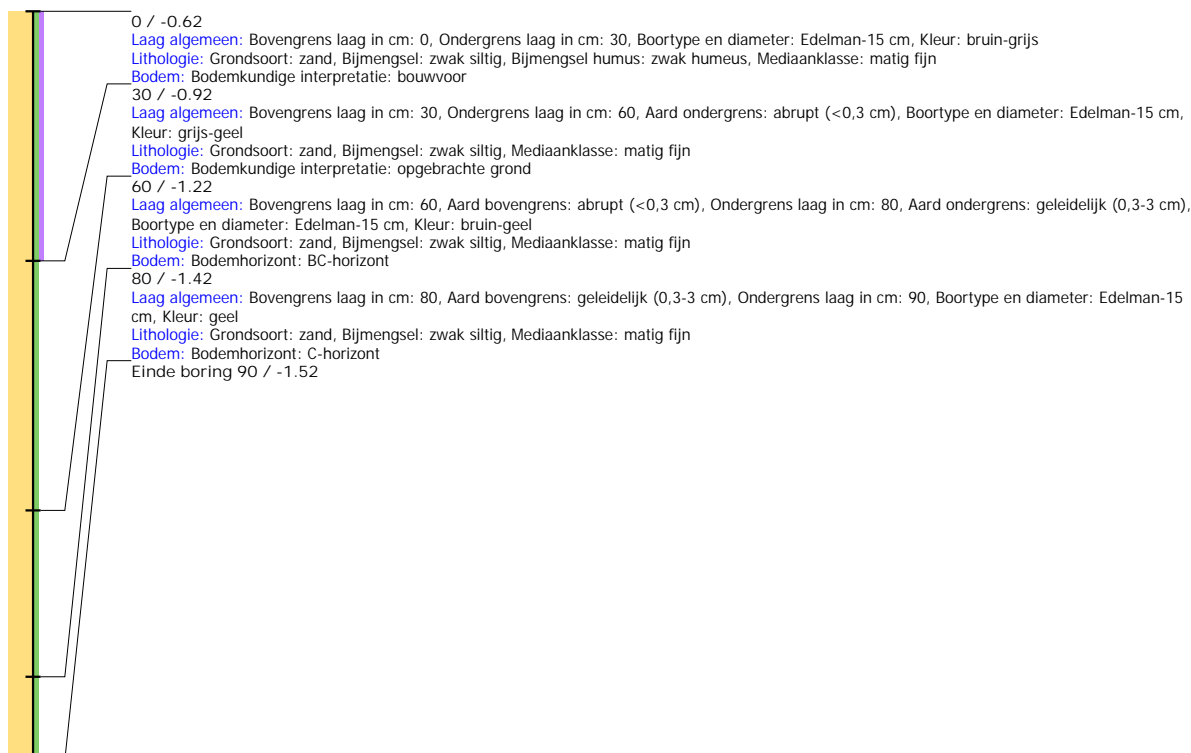 0 / -0.62
Laag algemeen: Bovengrens laag in cm: 0, Ondergrens laag in cm: 30, Boortype en diameter: Edelman-15 cm, Kleur: bruin-grijs
Lithologie: Grondsoort: zand, Bijmengsel: zwak siltig, Bijmengsel humus: zwak humeus, Mediaanklasse: matig fijn
Bodem: Bodemkundige interpretatie: bouwvoor
30 / -0.92
Laag algemeen: Bovengrens laag in cm: 30, Ondergrens laag in cm: 60, Aard ondergrens: abrupt (<0,3 cm), Boortype en diameter: Edelman-15 cm,
Kleur: grijs-geel
Lithologie: Grondsoort: zand, Bijmengsel: zwak siltig, Mediaanklasse: matig fijn
Bodem: Bodemkundige interpretatie: opgebrachte grond
60 / -1.22
Laag algemeen: Bovengrens laag in cm: 60, Aard bovengrens: abrupt (<0,3 cm), Ondergrens laag in cm: 80, Aard ondergrens: geleidelijk (0,3-3 cm),
Boortype en diameter: Edelman-15 cm, Kleur: bruin-geel
Lithologie: Grondsoort: zand, Bijmengsel: zwak siltig, Mediaanklasse: matig fijn
Bodem: Bodemhorizont: BC-horizont
80 / -1.42
Laag algemeen: Bovengrens laag in cm: 80, Aard bovengrens: geleidelijk (0,3-3 cm), Ondergrens laag in cm: 90, Boortype en diameter: Edelman-15
cm, Kleur: geel
Lithologie: Grondsoort: zand, Bijmengsel: zwak siltig, Mediaanklasse: matig fijn
Bodem: Bodemhorizont: C-horizont
Einde boring 90 / -1.52